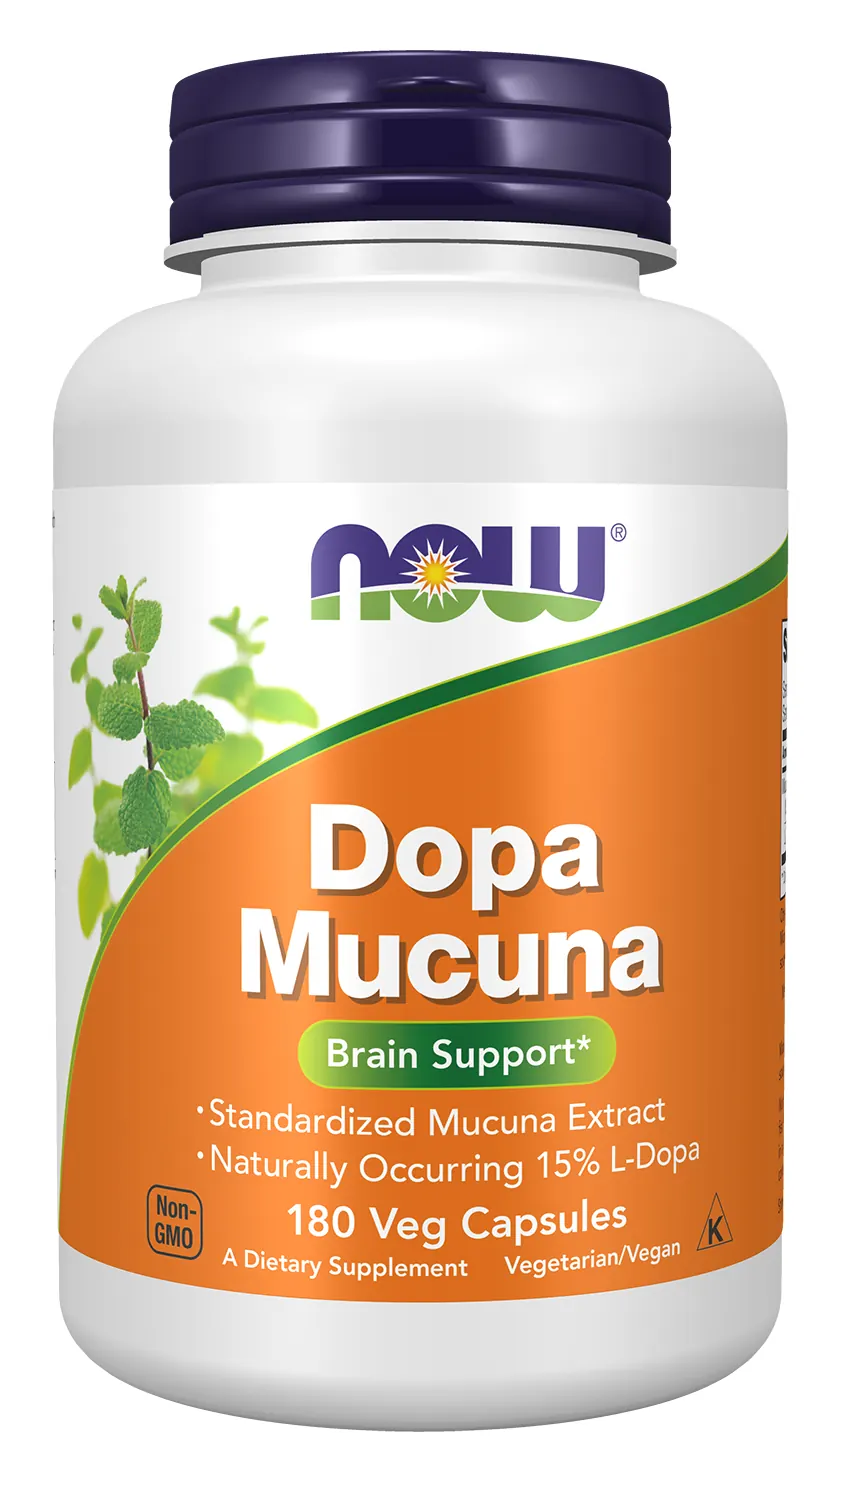 now®
Dopa
Mucuna
Brain Support*
• Standardized Mucuna Extract
• Naturally Occurring 15% L-Dopa
180 Veg Capsules
Non-
GMO
A Dietary Supplement Vegetarian/Vegan
K